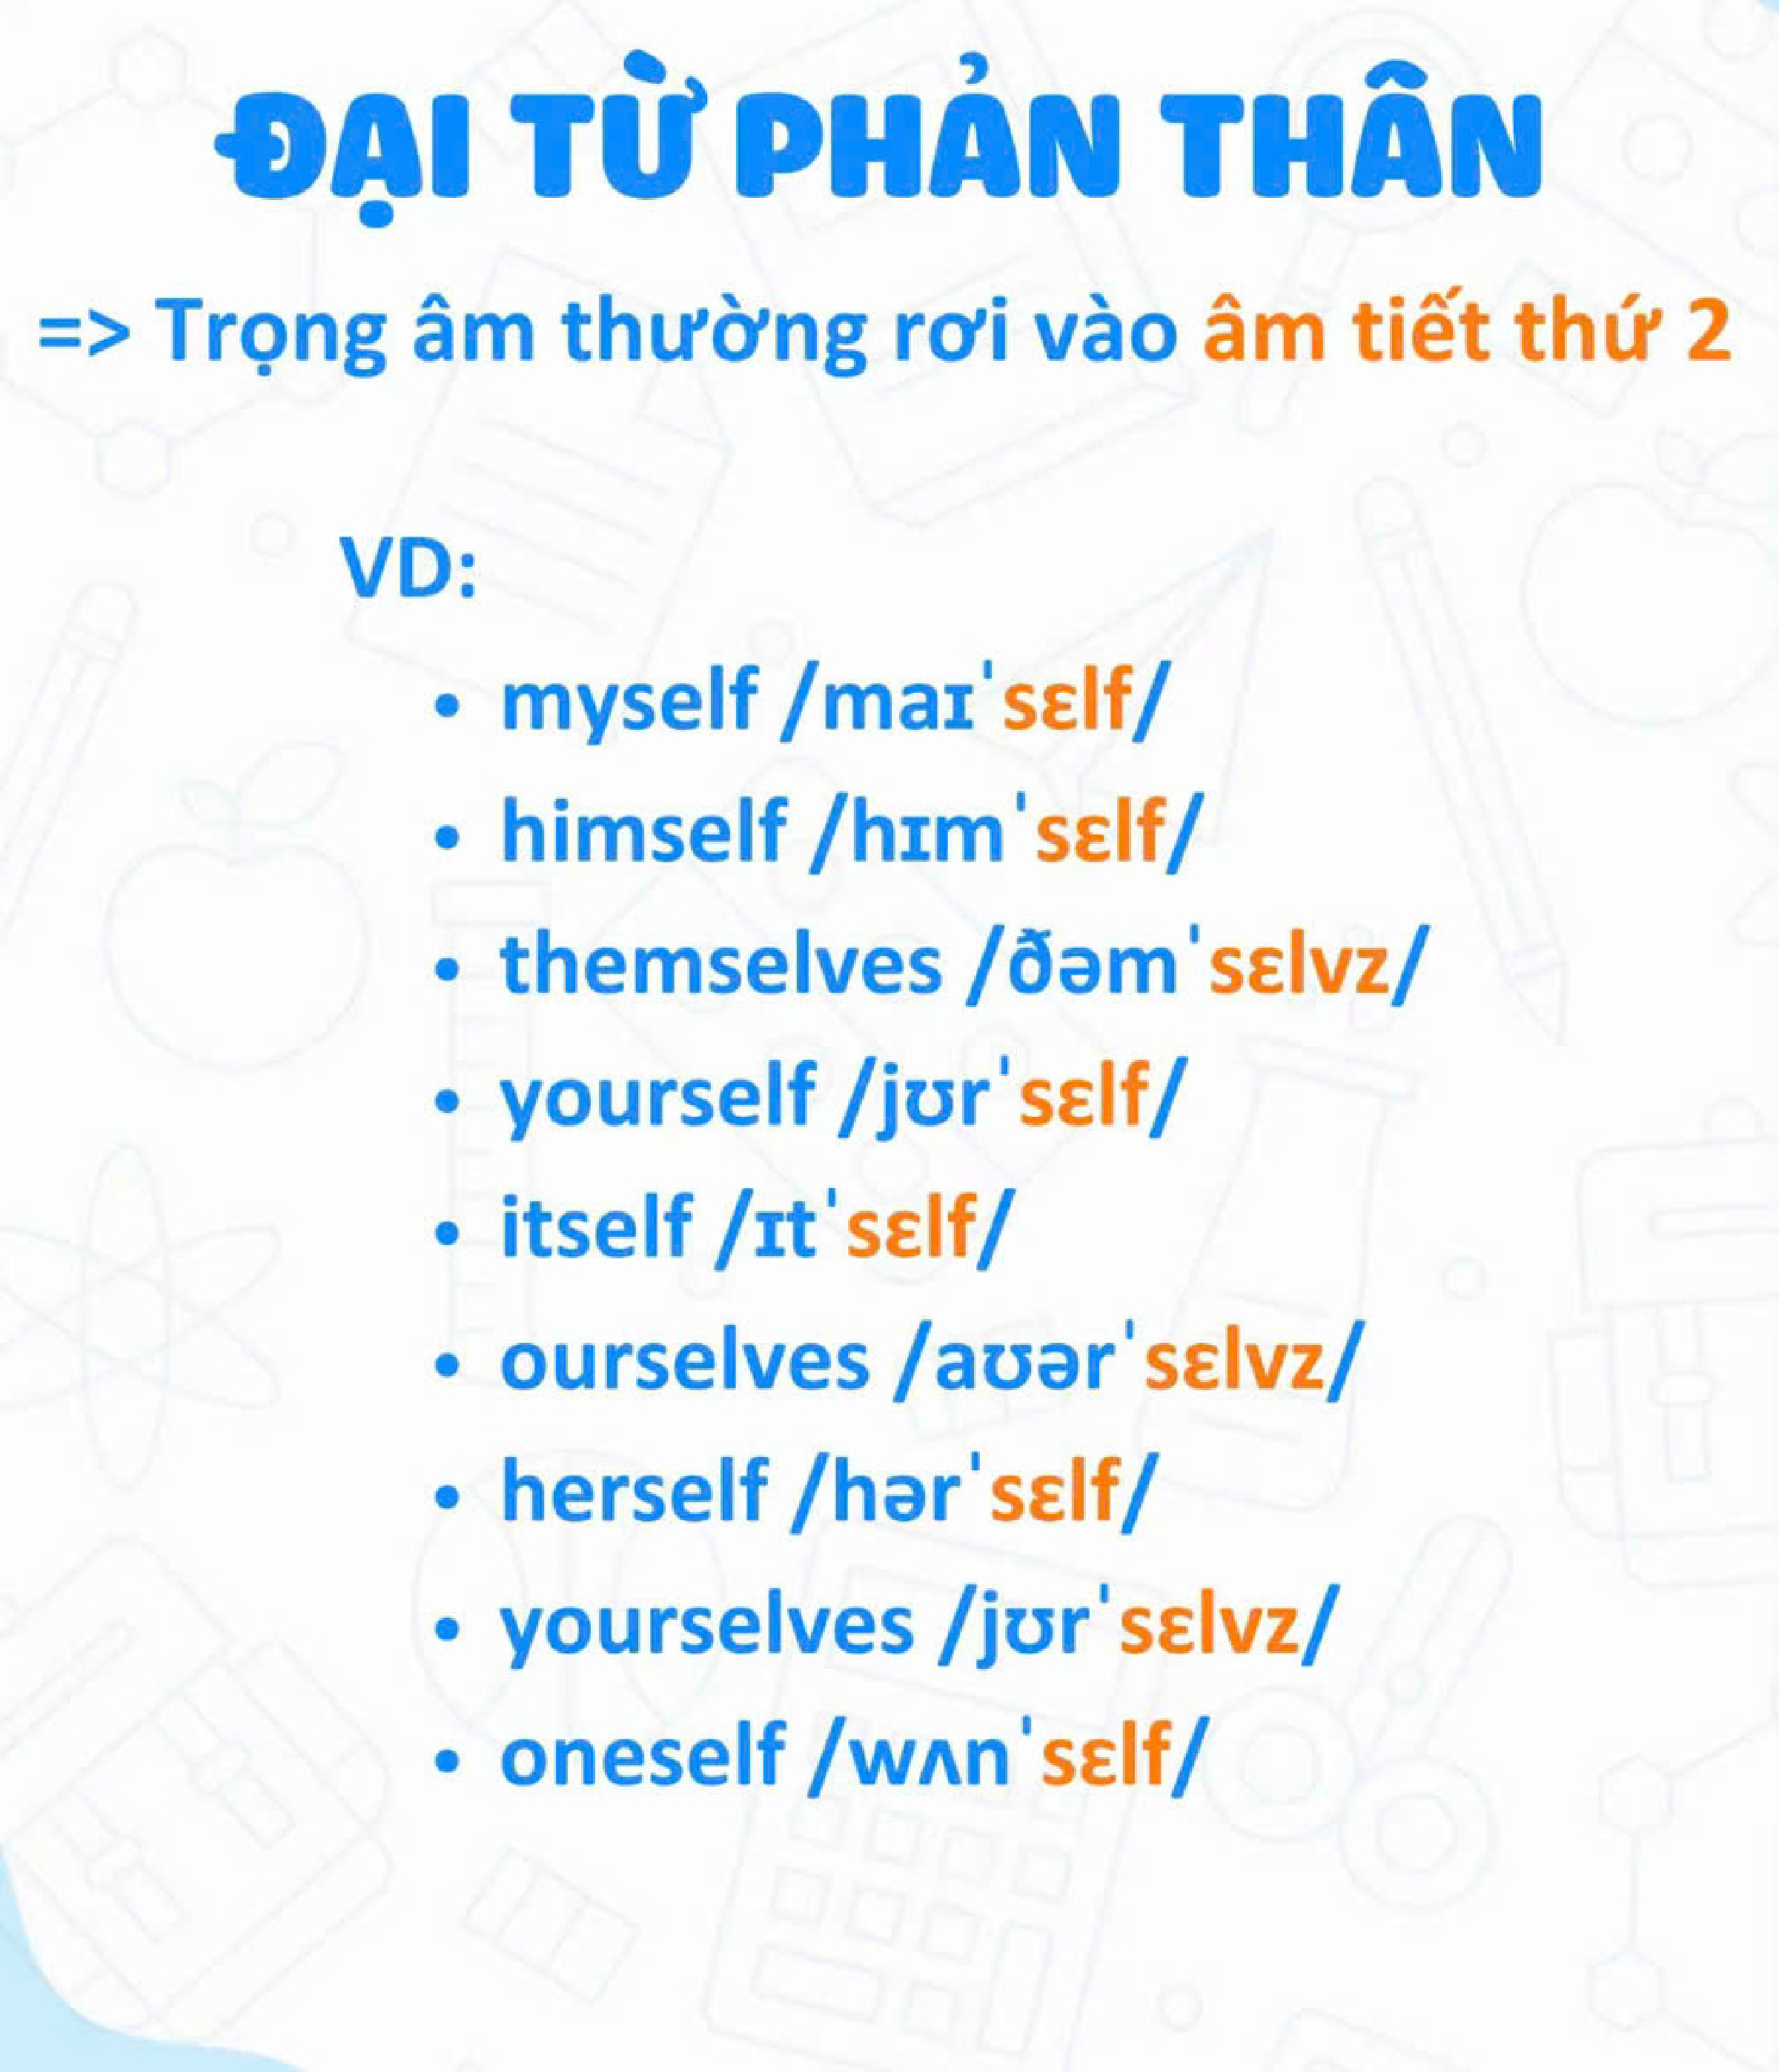 ĐẠI TỪ PHẢN THÂN
=> Trọng âm thường rơi vào âm tiết thứ 2
VD:
• myself /maɪˈsɛlf/
• himself /hɪmˈsɛlf/
• themselves /ðəmˈsɛlvz/
• yourself /jʊrˈsɛlf/
• itself /ɪtˈsɛlf/
• ourselves /aʊərˈsɛlvz/
• herself /hərˈsɛlf/
• yourselves /jʊrˈsɛlvz/
• oneself /wʌnˈsɛlf/